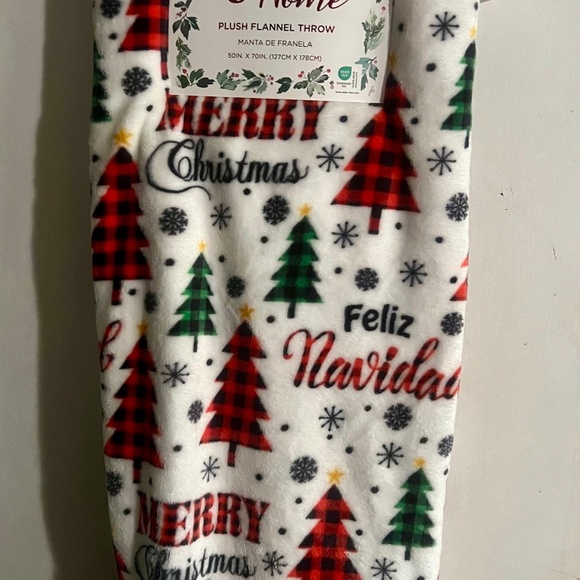 & Home
PLUSH FLANNEL THROW
MANTA DE FRANELA
50IN. X 70IN. (127CM X 178CM)
MERRY
Christmas
Feliz
Navidad
MERRY
Christmas